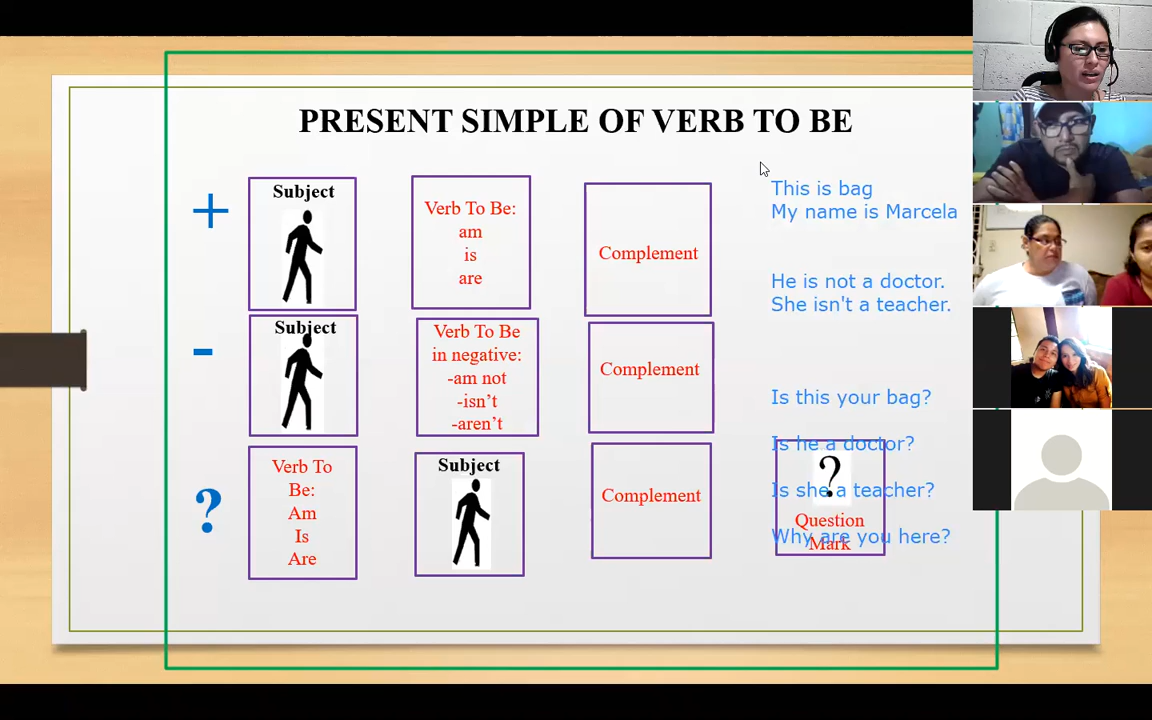 PRESENT SIMPLE OF VERB TO BE
+
Subject
Verb To Be:
am
is
are
Complement
This is bag
My name is Marcela
-
Subject
Verb To Be
in negative:
-am not
-isn't
-aren't
Complement
He is not a doctor.
She isn't a teacher.
?
Verb To
Be:
Am
Is
Are
Subject
Complement
?
Question
Mark
Is this your bag?
Is he a doctor?
Is she a teacher?
Why are you here?